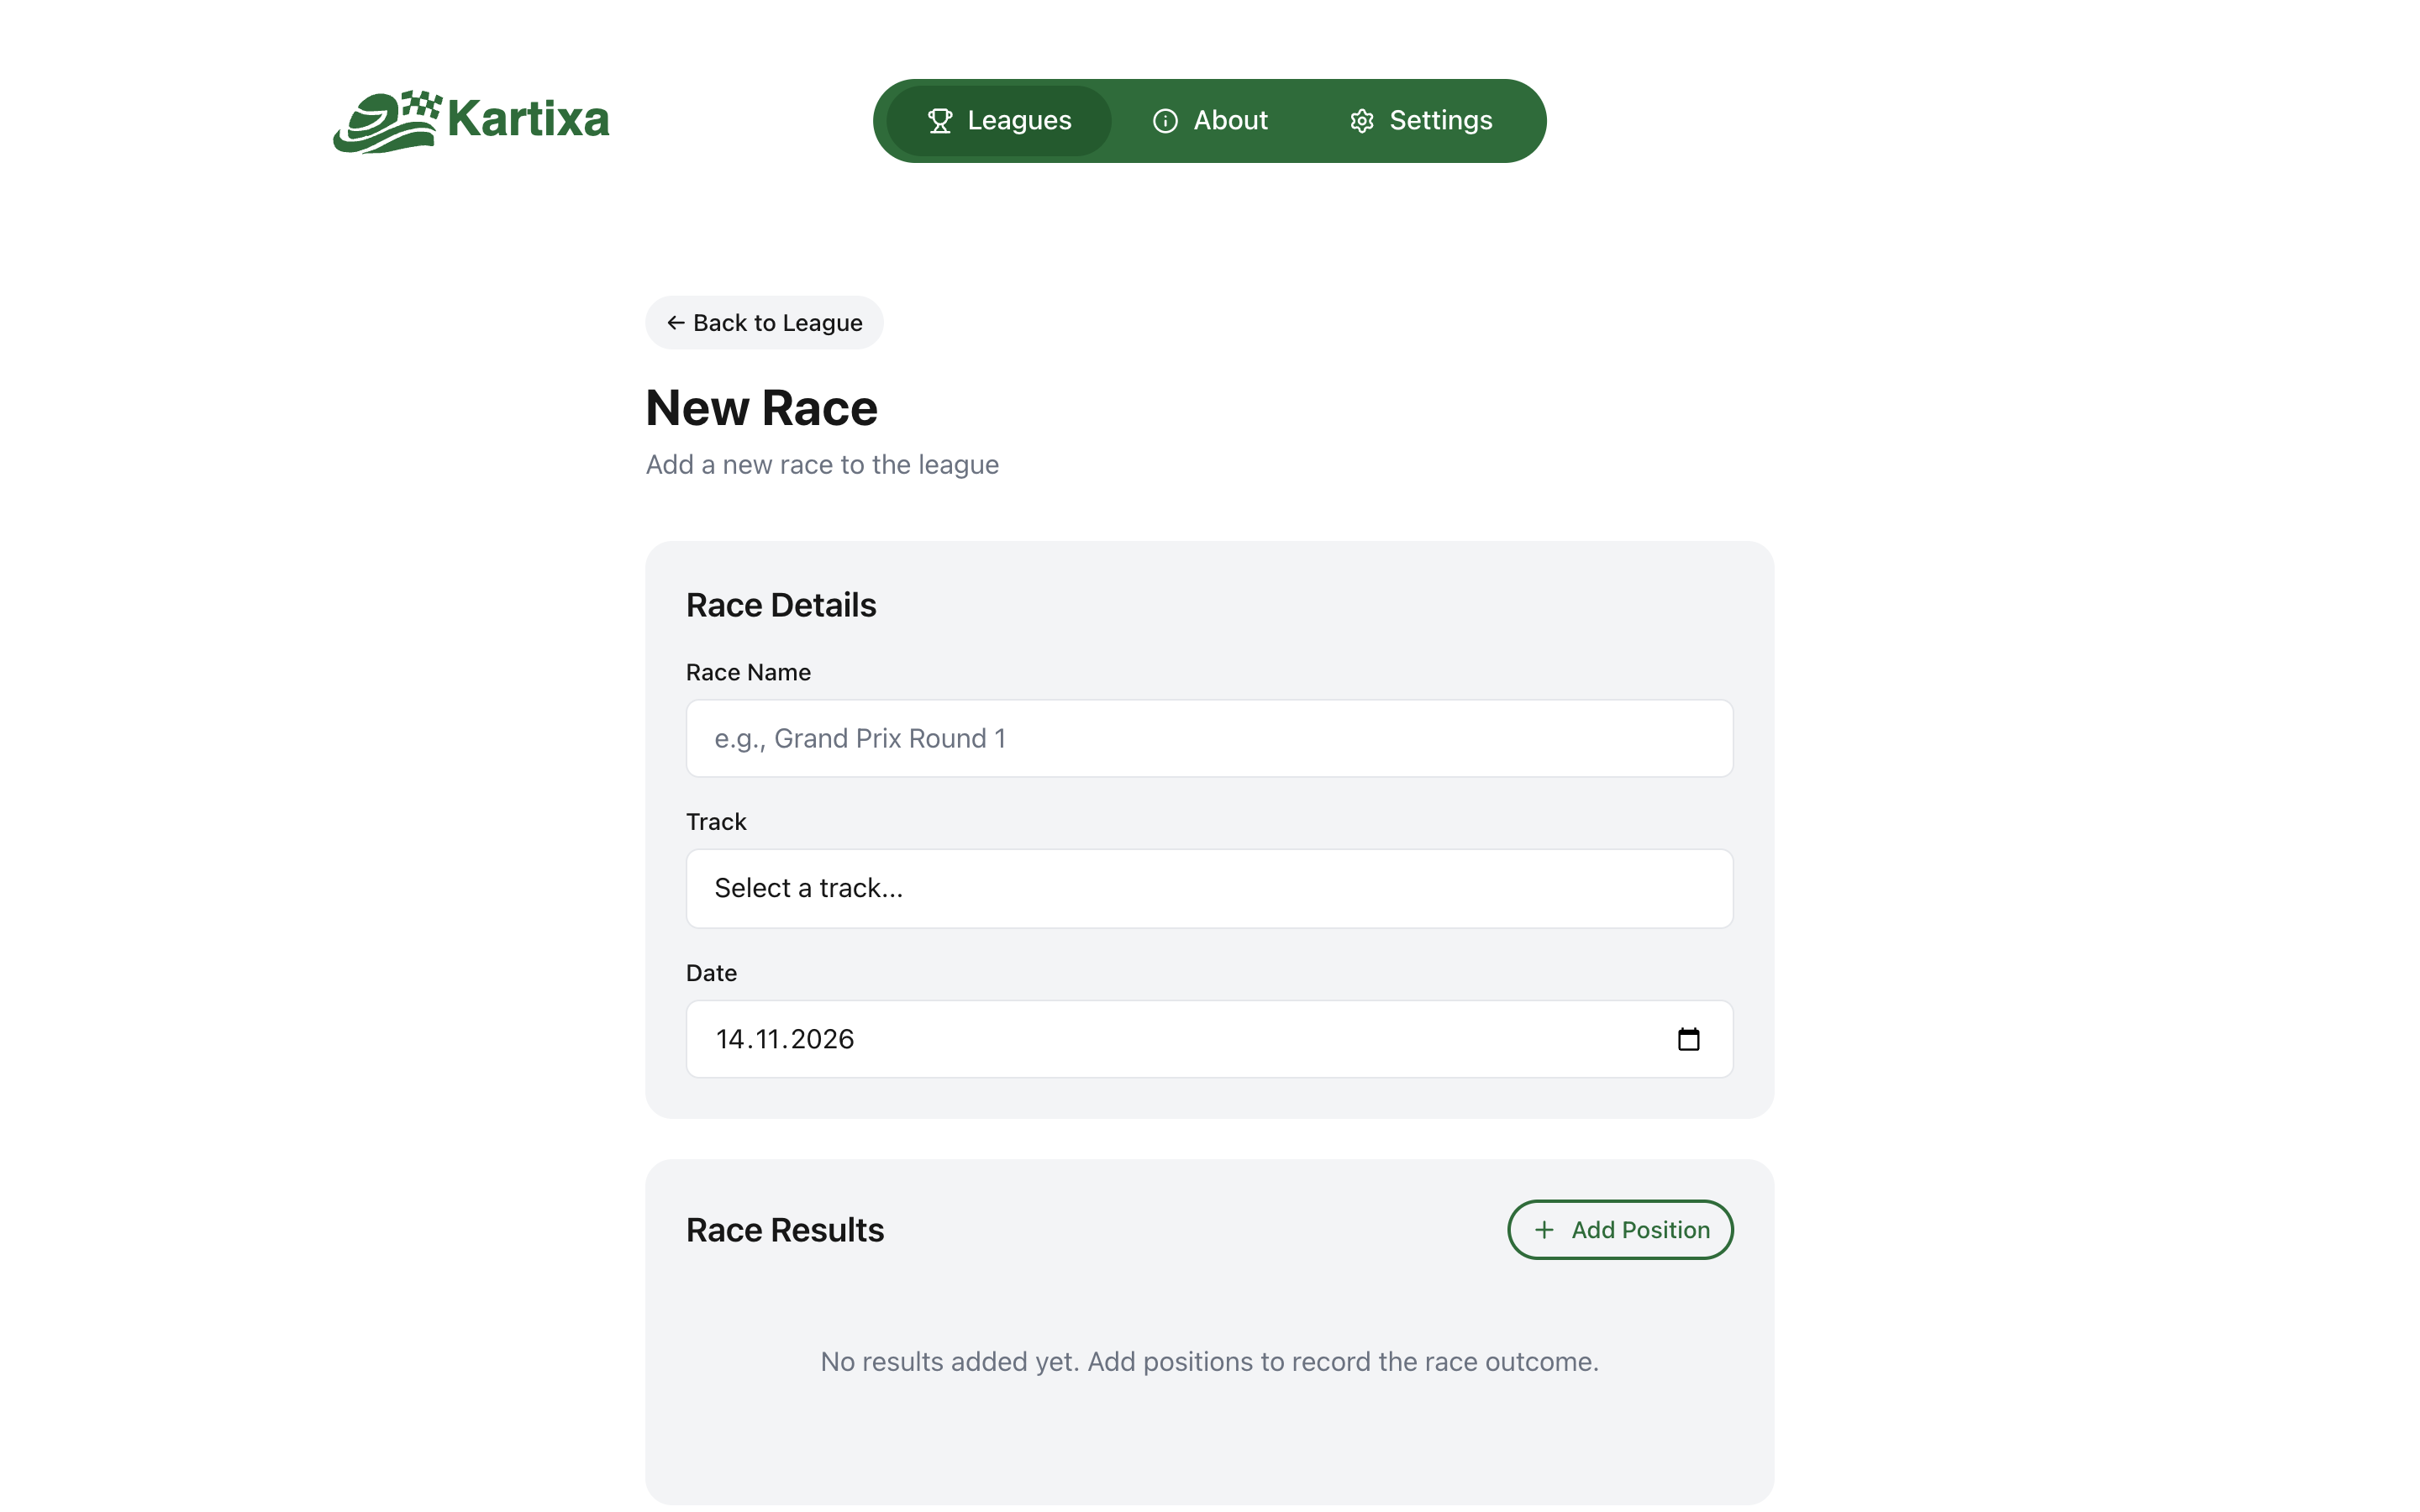 Kartixa
Leagues
About
Settings
← Back to League
New Race
Add a new race to the league
Race Details
Race Name
e.g., Grand Prix Round 1
Track
Select a track...
Date
14.11.2026
Race Results
+ Add Position
No results added yet. Add positions to record the race outcome.